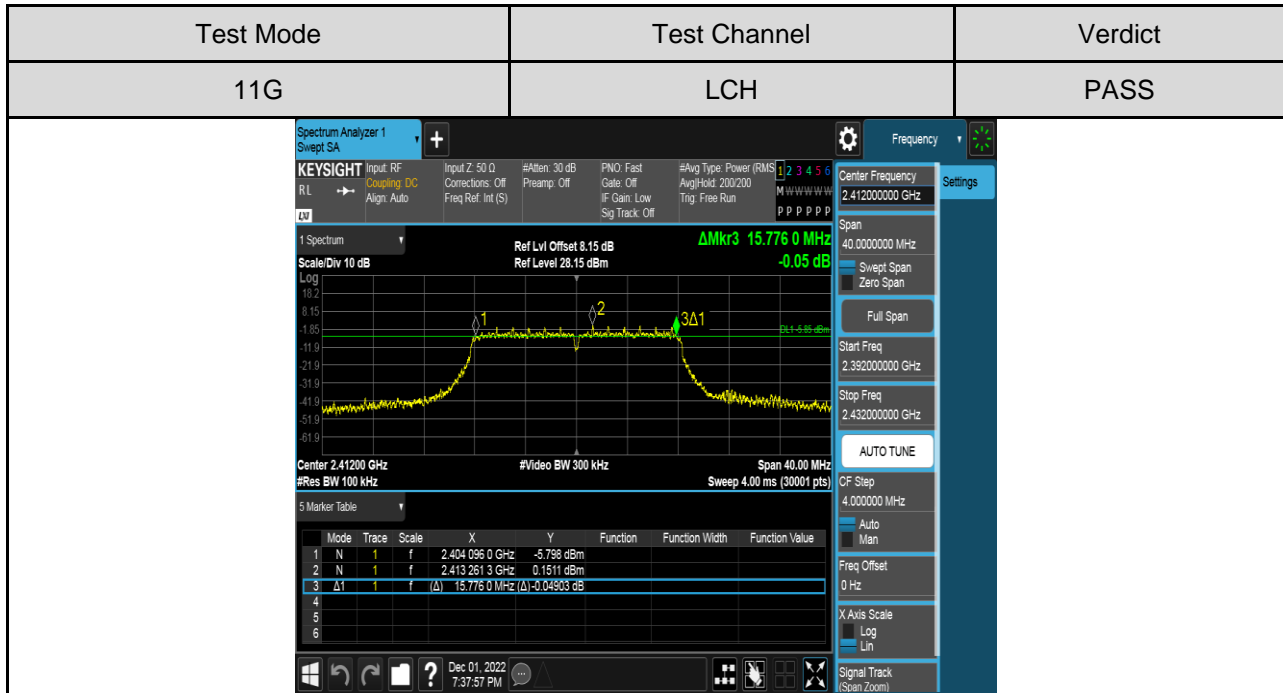 Test Mode Test Channel Verdict
11G LCH PASS
Spectrum Analyzer 1
Swept SA
+
Frequency
KEYSIGHT Input: RF Input Z: 50 Ω #Atten: 30 dB PNO: Fast #Avg Type: Power (RMS 1 2 3 4 5 6
RL Coupling: DC Corrections: Off Preamp: Off Gate: Off Avg|Hold: 200/200 M W W W W W
Align: Auto Freq Ref: Int (S) IF Gain: Low Trig: Free Run
LXI Sig Track: Off P P P P P P
Center Frequency
2.412000000 GHz
Settings
1 Spectrum
Scale/Div 10 dB
Ref Lvl Offset 8.15 dB
Ref Level 28.15 dBm
ΔMkr3 15.776 0 MHz
-0.05 dB
Log
18.2
8.15
-1.85
-11.9
-21.9
-31.9
-41.9
-51.9
-61.9
1
2
3Δ1
DL1 -5.85 dBm
Center 2.41200 GHz #Video BW 300 kHz Span 40.00 MHz
#Res BW 100 kHz Sweep 4.00 ms (30001 pts)
Span
40.0000000 MHz
Swept Span
Zero Span
Full Span
Start Freq
2.392000000 GHz
Stop Freq
2.432000000 GHz
AUTO TUNE
CF Step
4.000000 MHz
Auto
Man
Freq Offset
0 Hz
X Axis Scale
Log
Lin
Signal Track
(Span Zoom)
5 Marker Table
Mode Trace Scale X Y Function Function Width Function Value
1 N 1 f 2.404 096 0 GHz -5.798 dBm
2 N 1 f 2.413 261 3 GHz 0.1511 dBm
3 Δ1 1 f (Δ) 15.776 0 MHz (Δ) -0.04903 dB
4
5
6
?
Dec 01, 2022
7:37:57 PM